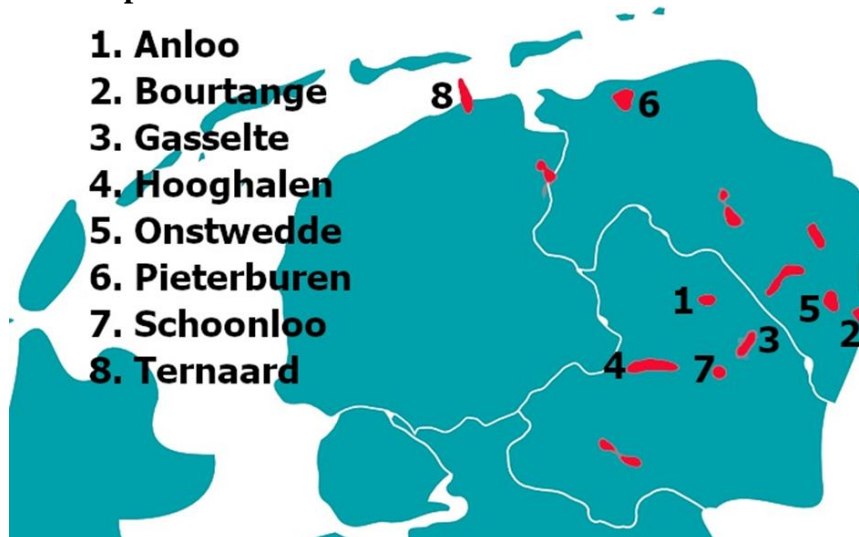 1. Anloo
2. Bourtange
3. Gasselte
4. Hooghalen
5. Onstwedde
6. Pieterburen
7. Schoonloo
8. Ternaard
8
6
1
5
2
3
4
7